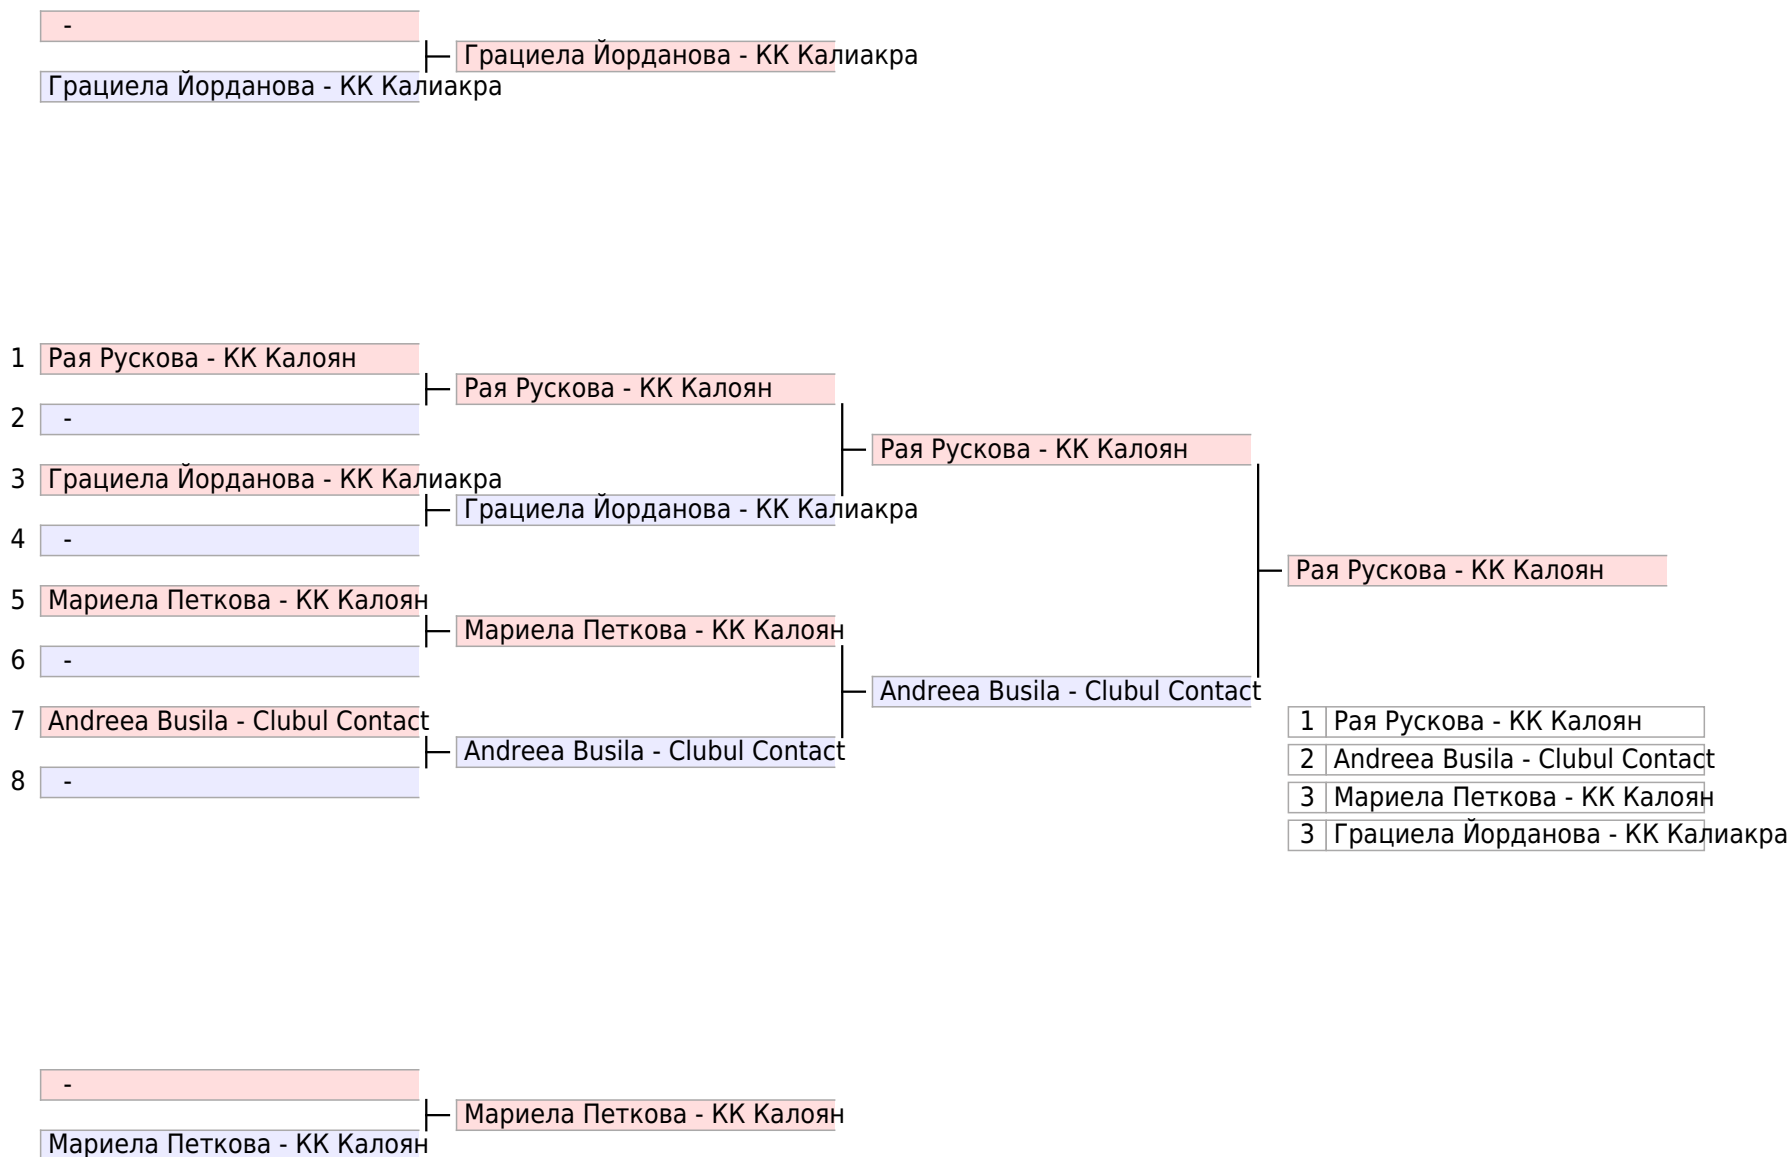 -
Грациела Йорданова - КК Калиакра
Грациела Йорданова - КК Калиакра
1 Рая Рускова - КК Калоян
Рая Рускова - КК Калоян
2 -
Рая Рускова - КК Калоян
3 Грациела Йорданова - КК Калиакра
Грациела Йорданова - КК Калиакра
4 -
Рая Рускова - КК Калоян
5 Мариела Петкова - КК Калоян
Мариела Петкова - КК Калоян
6 -
Andreea Busila - Clubul Contact
7 Andreea Busila - Clubul Contact
Andreea Busila - Clubul Contact
8 -
1 Рая Рускова - КК Калоян
2 Andreea Busila - Clubul Contact
3 Мариела Петкова - КК Калоян
3 Грациела Йорданова - КК Калиакра
-
Мариела Петкова - КК Калоян
Мариела Петкова - КК Калоян